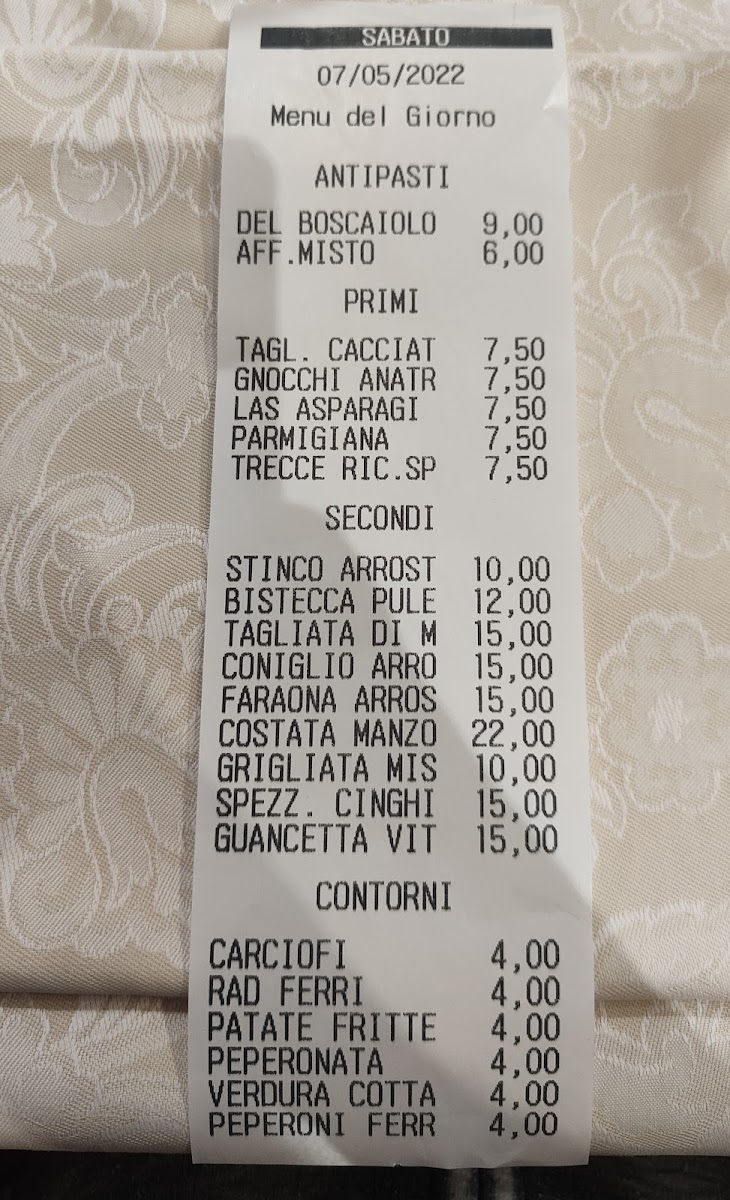 SABATO
07/05/2022
Menu del Giorno
ANTIPASTI
DEL BOSCAIOLO 9,00
AFF.MISTO 6,00
PRIMI
TAGL. CACCIAT 7,50
GNOCCHI ANATR 7,50
LAS ASPARAGI 7,50
PARMIGIANA 7,50
TRECCE RIC.SP 7,50
SECONDI
STINCO ARROST 10,00
BISTECCA PULE 12,00
TAGLIATA DI M 15,00
CONIGLIO ARRO 15,00
FARAONA ARROS 15,00
COSTATA MANZO 22,00
GRIGLIATA MIS 10,00
SPEZZ. CINGHI 15,00
GUANCETTA VIT 15,00
CONTORNI
CARCIOFI 4,00
RAD FERRI 4,00
PATATE FRITTE 4,00
PEPERONATA 4,00
VERDURA COTTA 4,00
PEPERONI FERR 4,00